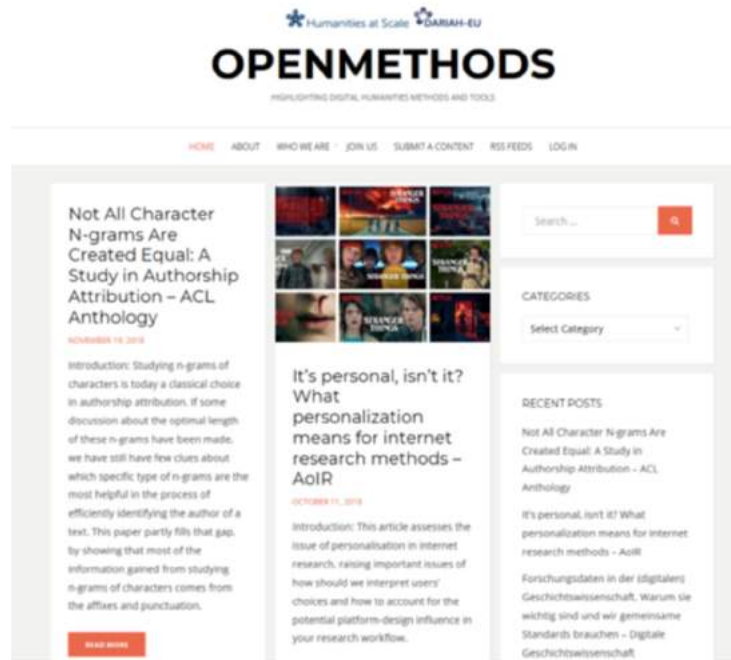 Humanities at Scale DARIAH-EU
OPENMETHODS
HIGHLIGHTING DIGITAL HUMANITIES METHODS AND TOOLS
HOME ABOUT WHO WE ARE JOIN US SUBMIT A CONTENT RSS FEEDS LOG IN
Not All Character
N-grams Are
Created Equal: A
Study in Authorship
Attribution – ACL
Anthology
NOVEMBER 19, 2018
Introduction: Studying n-grams of
characters is today a classical choice
in authorship attribution. If some
discussion about the optimal length
of these n-grams have been made,
we have still have few clues about
which specific type of n-grams are the
most helpful in the process of
efficiently identifying the author of a
text. This paper partly fills that gap,
by showing that most of the
information gained from studying
n-grams of characters comes from
the affixes and punctuation.
READ MORE
STRANGER
THINGS
STRANGER THINGS
STRANGER
THINGS
It's personal, isn't it?
What
personalization
means for internet
research methods –
AoIR
OCTOBER 11, 2018
Introduction: This article assesses the
issue of personalisation in internet
research, raising important issues of
how should we interpret users'
choices and how to account for the
potential platform-design influence in
your research workflow.
Search ...
CATEGORIES
Select Category
RECENT POSTS
Not All Character N-grams Are
Created Equal: A Study in
Authorship Attribution – ACL
Anthology
It's personal, isn't it? What
personalization means for internet
research methods – AoIR
Forschungsdaten in der (digitalen)
Geschichtswissenschaft. Warum sie
wichtig sind und wir gemeinsame
Standards brauchen – Digitale
Geschichtswissenschaft